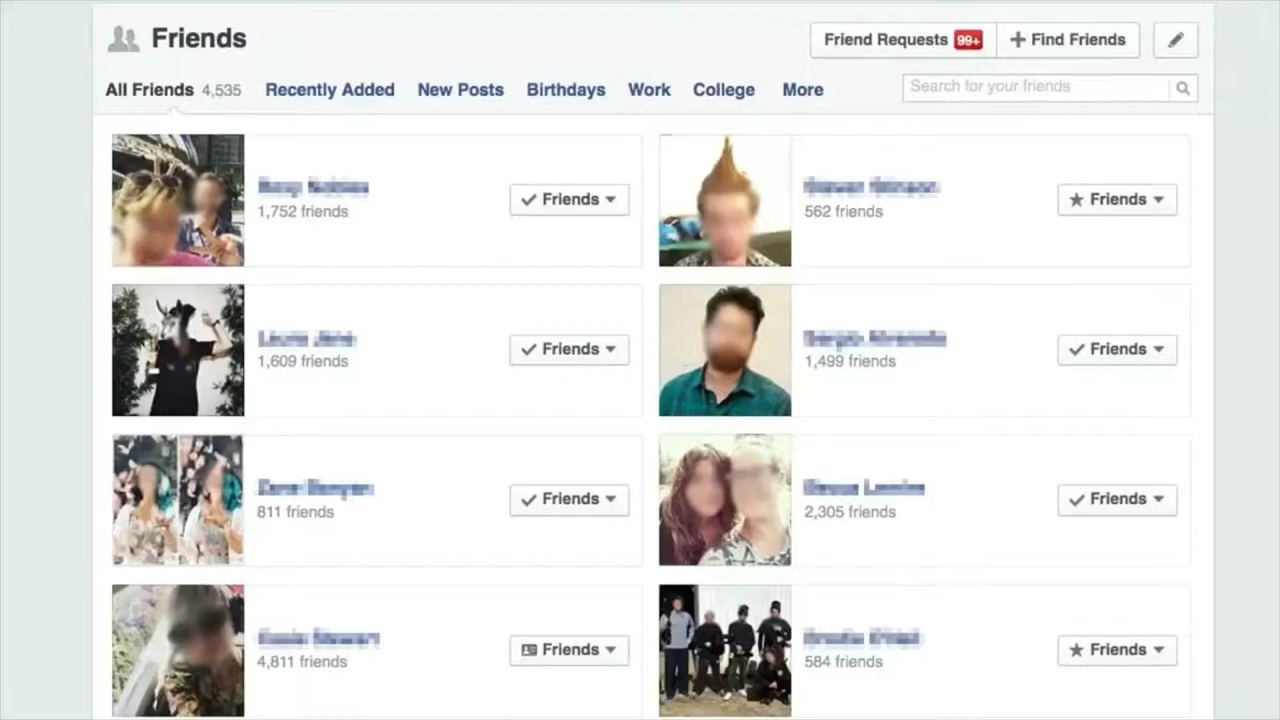 Friends
Friend Requests 99+ Find Friends
All Friends 4,535 Recently Added New Posts Birthdays Work College More Search for your friends
1,752 friends
Friends
562 friends
Friends
1,609 friends
Friends
1,499 friends
Friends
811 friends
Friends
2,305 friends
Friends
4,811 friends
Friends
584 friends
Friends